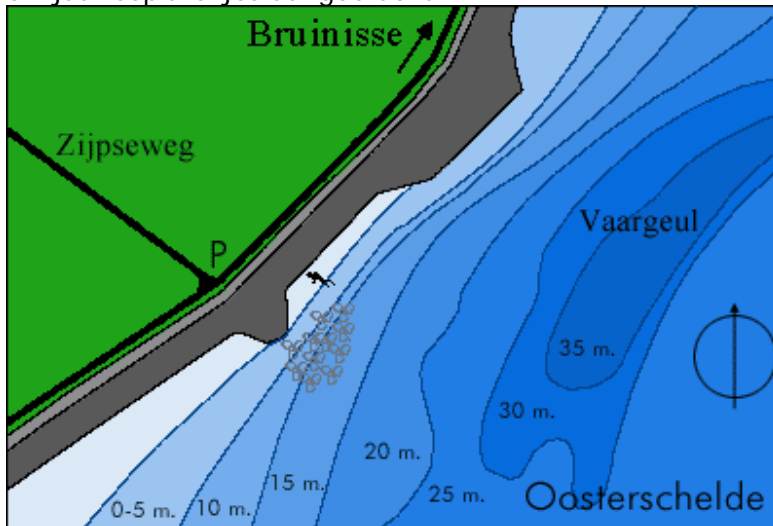 Bruinisse
Zijpseweg
P
Vaargeul
35 m.
30 m.
20 m.
15 m.
25 m.
0-5 m.
10 m.
Oosterschelde